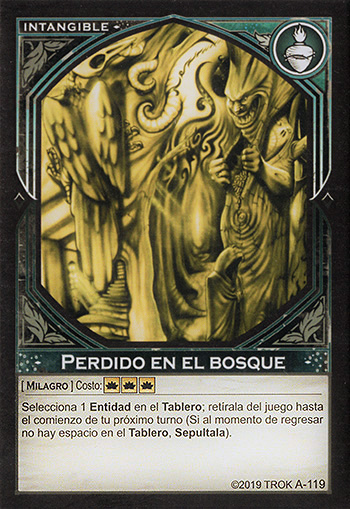 INTANGIBLE
PERDIDO EN EL BOSQUE
[ MILAGRO ] Costo:
Selecciona 1 Entidad en el Tablero; retirala del juego hasta
el comienzo de tu próximo turno (Si al momento de regresar
no hay espacio en el Tablero, Sepultala).
©2019 TROK A-119